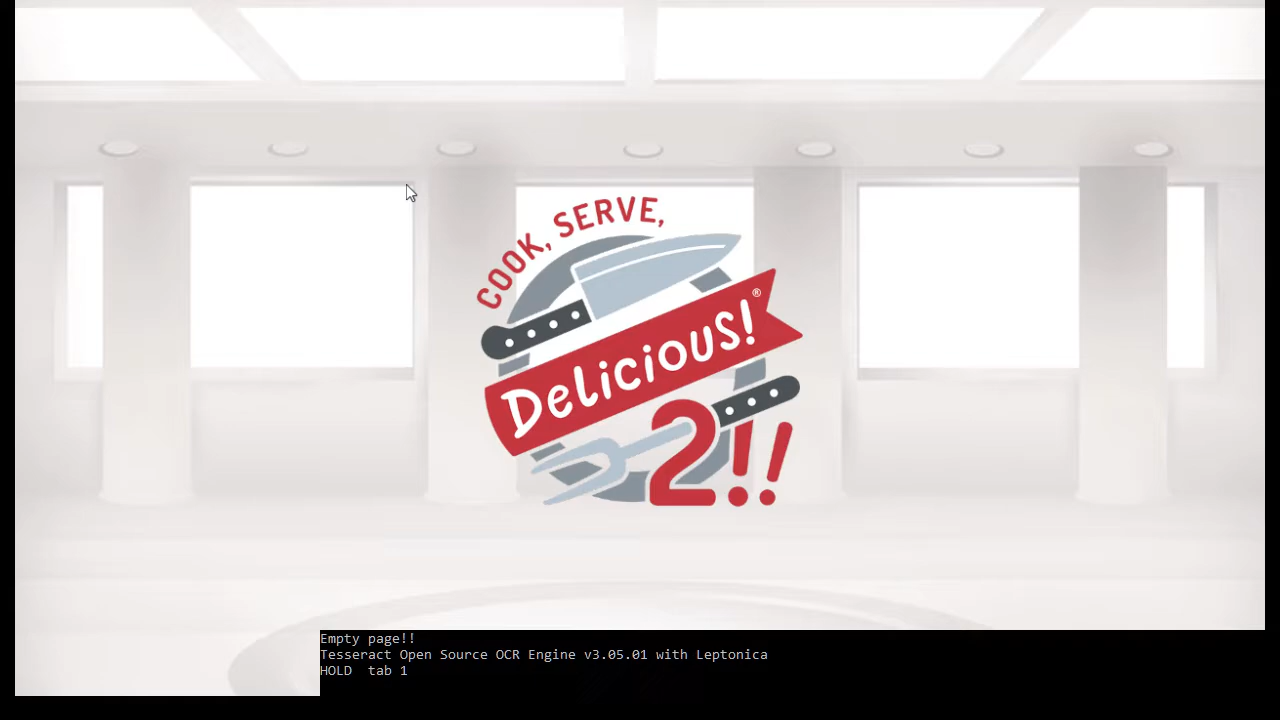 COOK, SERVE,
Delicious!®
2!!
Empty page!!
Tesseract Open Source OCR Engine v3.05.01 with Leptonica
HOLD  tab 1